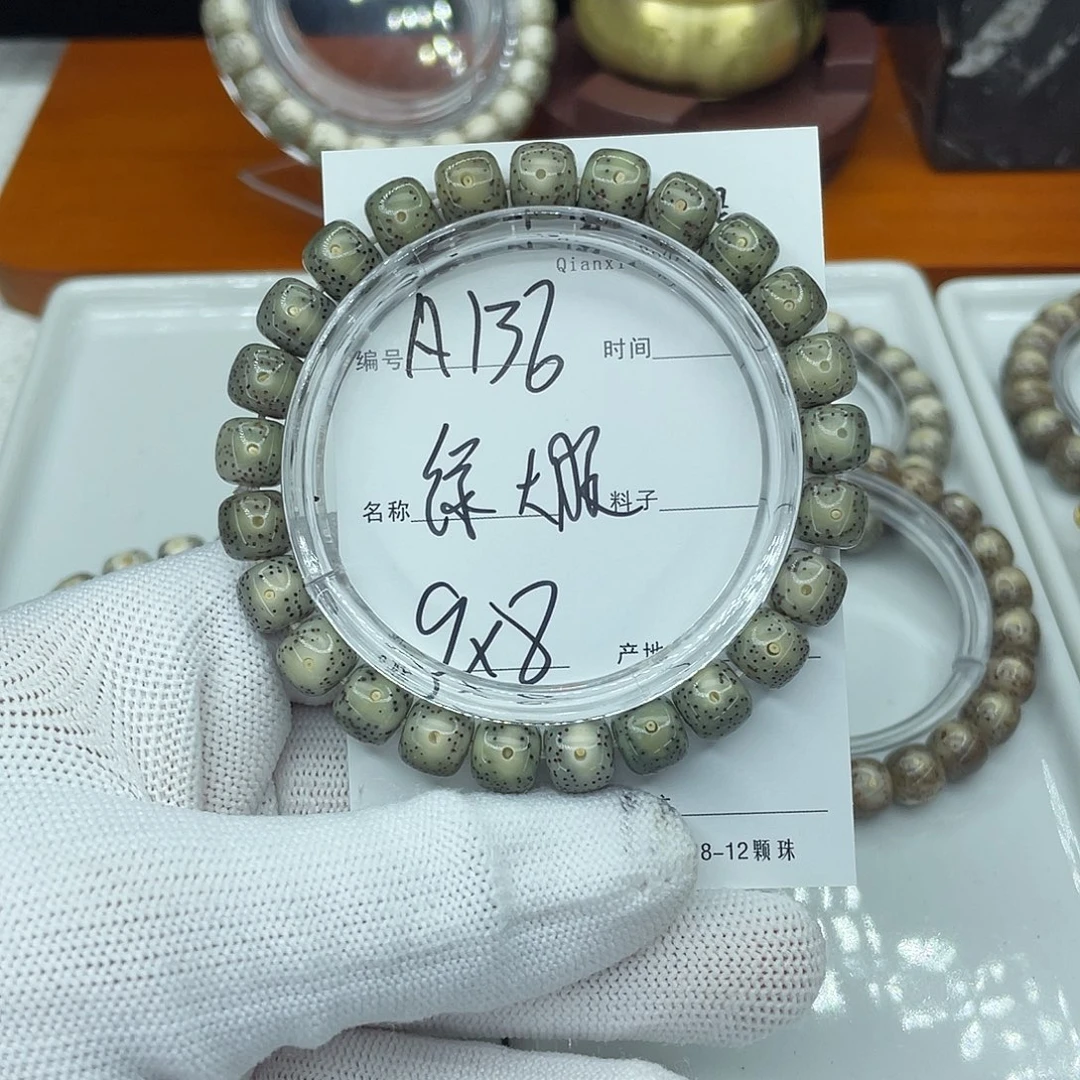 Qianxi
编号 A136 时间
名称 绿大眼 料子
9x8 产地
8-12颗珠